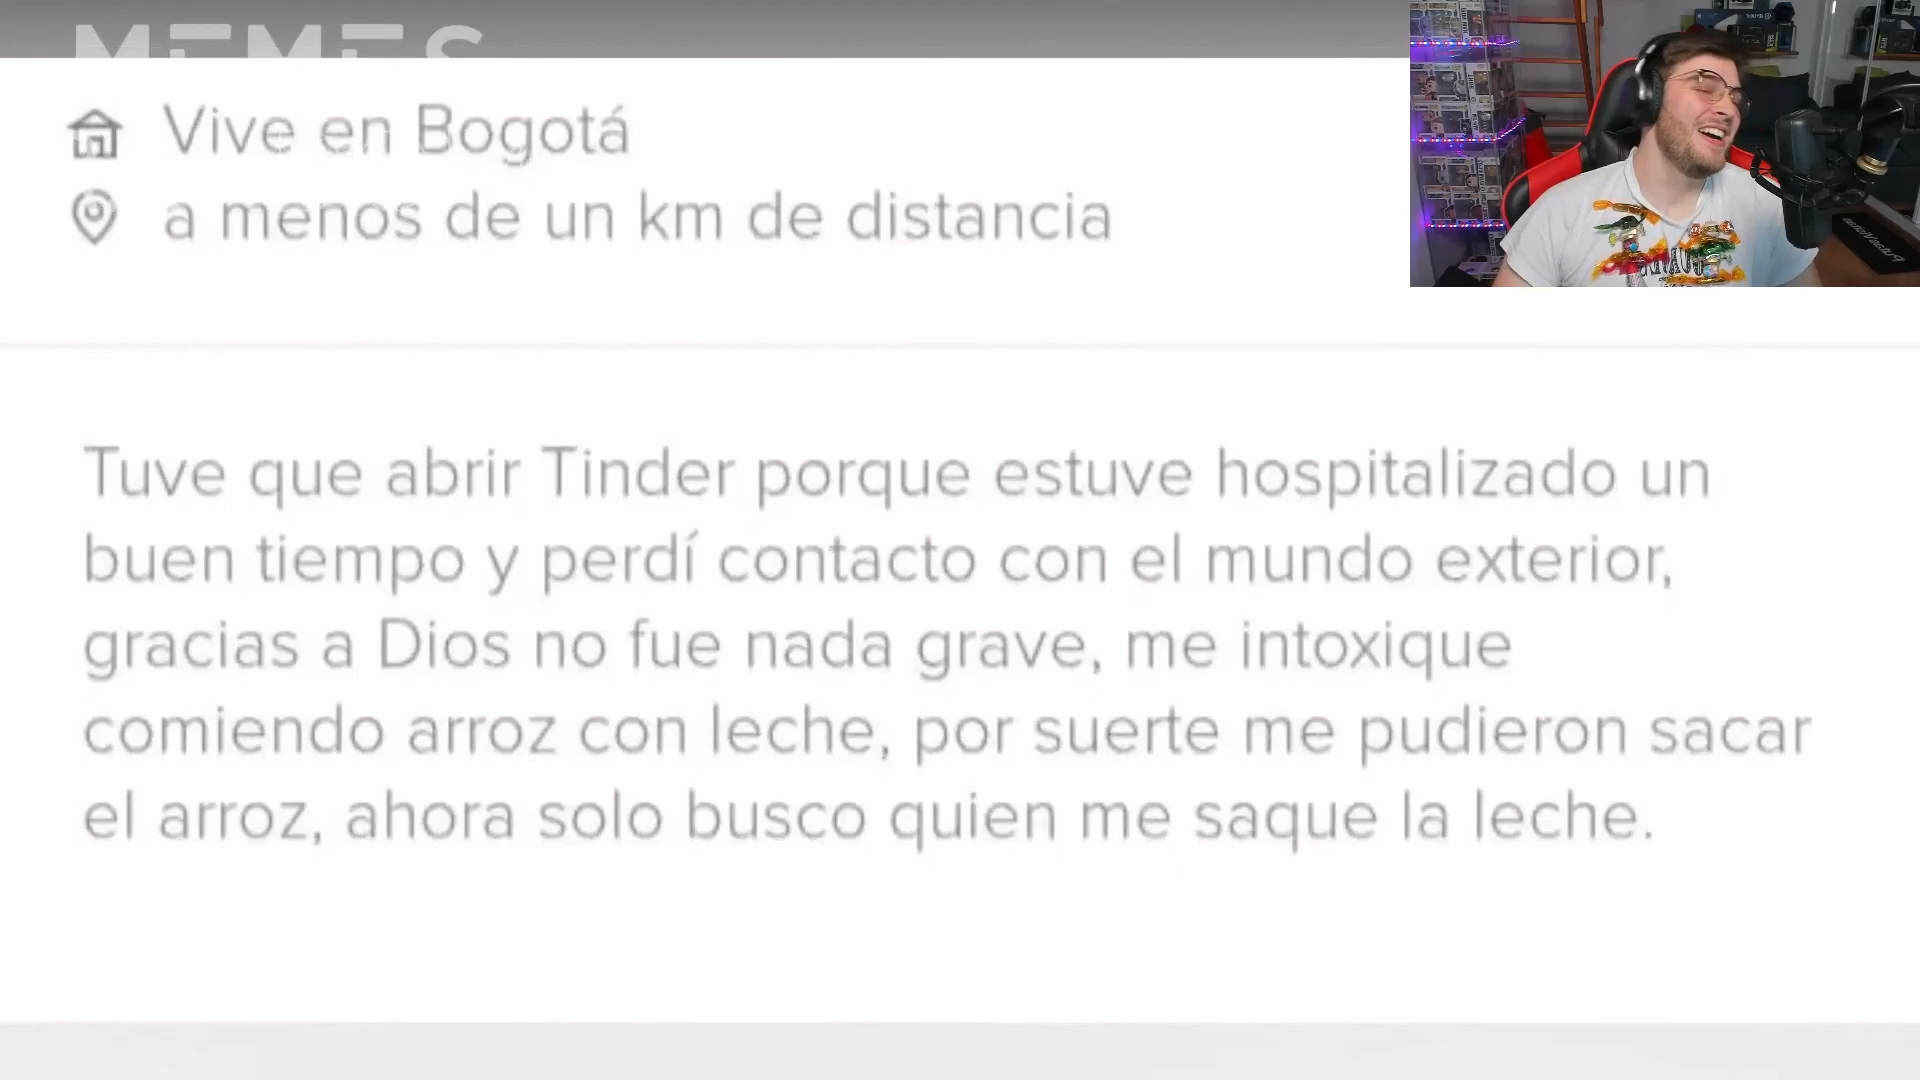 MEMES
Vive en Bogotá
a menos de un km de distancia
Tuve que abrir Tinder porque estuve hospitalizado un
buen tiempo y perdí contacto con el mundo exterior,
gracias a Dios no fue nada grave, me intoxique
comiendo arroz con leche, por suerte me pudieron sacar
el arroz, ahora solo busco quien me saque la leche.